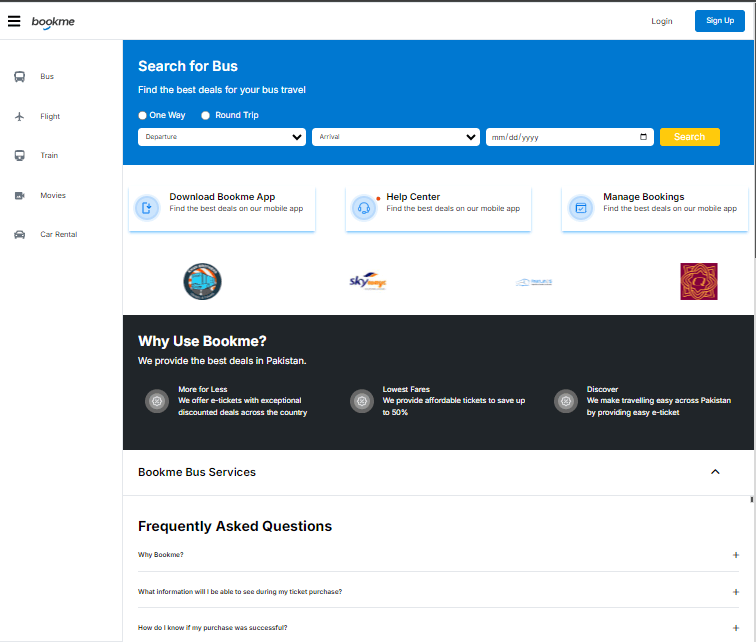 bookme
Login
Sign Up
Bus
Flight
Train
Movies
Car Rental
Search for Bus
Find the best deals for your bus travel
One Way
Round Trip
Departure
Arrival
mm/dd/yyyy
Search
Download Bookme App
Find the best deals on our mobile app
Help Center
Find the best deals on our mobile app
Manage Bookings
Find the best deals on our mobile app
skyways
Why Use Bookme?
We provide the best deals in Pakistan.
More for Less
We offer e-tickets with exceptional
discounted deals across the country
Lowest Fares
We provide affordable tickets to save up
to 50%
Discover
We make travelling easy across Pakistan
by providing easy e-ticket
Bookme Bus Services
Frequently Asked Questions
Why Bookme?
What information will I be able to see during my ticket purchase?
How do I know if my purchase was successful?